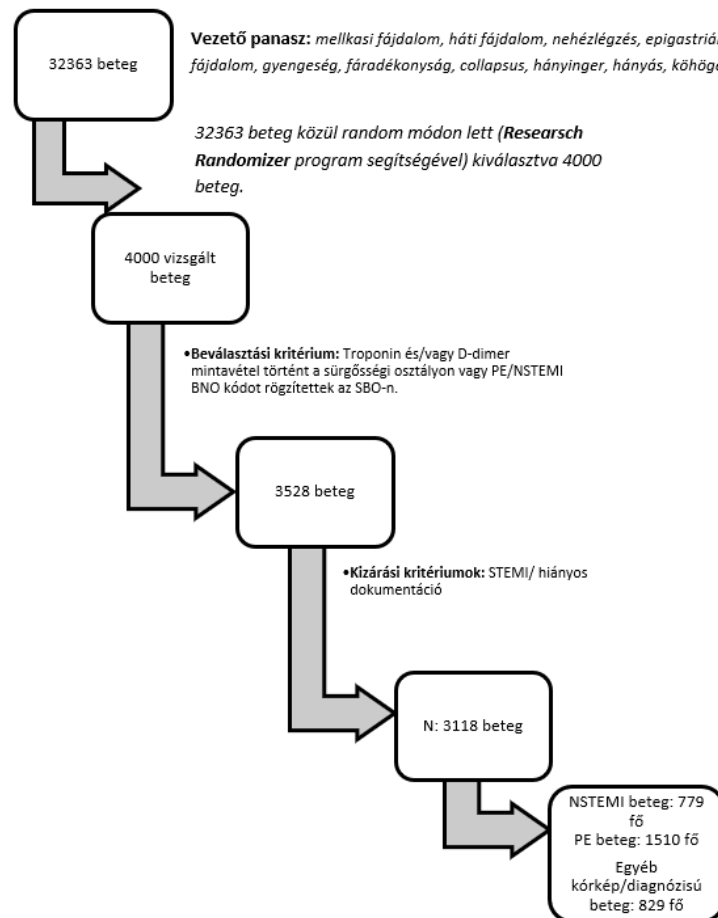 32363 beteg
Vezető panasz: mellkasi fájdalom, háti fájdalom, nehézlégzés,
fájdalom, gyengeség, fáradékonyság, collapsus, hányinger, hányás,
32363 beteg közül random módon lett (Researsch
Randomizer program segítségével) kiválasztva 4000
beteg.
4000 vizsgált
beteg
•Beválasztási kritérium: Troponin és/vagy D-dimer
mintavétel történt a sürgősségi osztályon vagy PE/NSTEMI
BNO kódot rögzítettek az SBO-n.
3528 beteg
•Kizárási kritériumok: STEMI/ hiányos
dokumentáció
N: 3118 beteg
NSTEMI beteg: 779
fő
PE beteg: 1510 fő
Egyéb
kórkép/diagnózisú
beteg: 829 fő